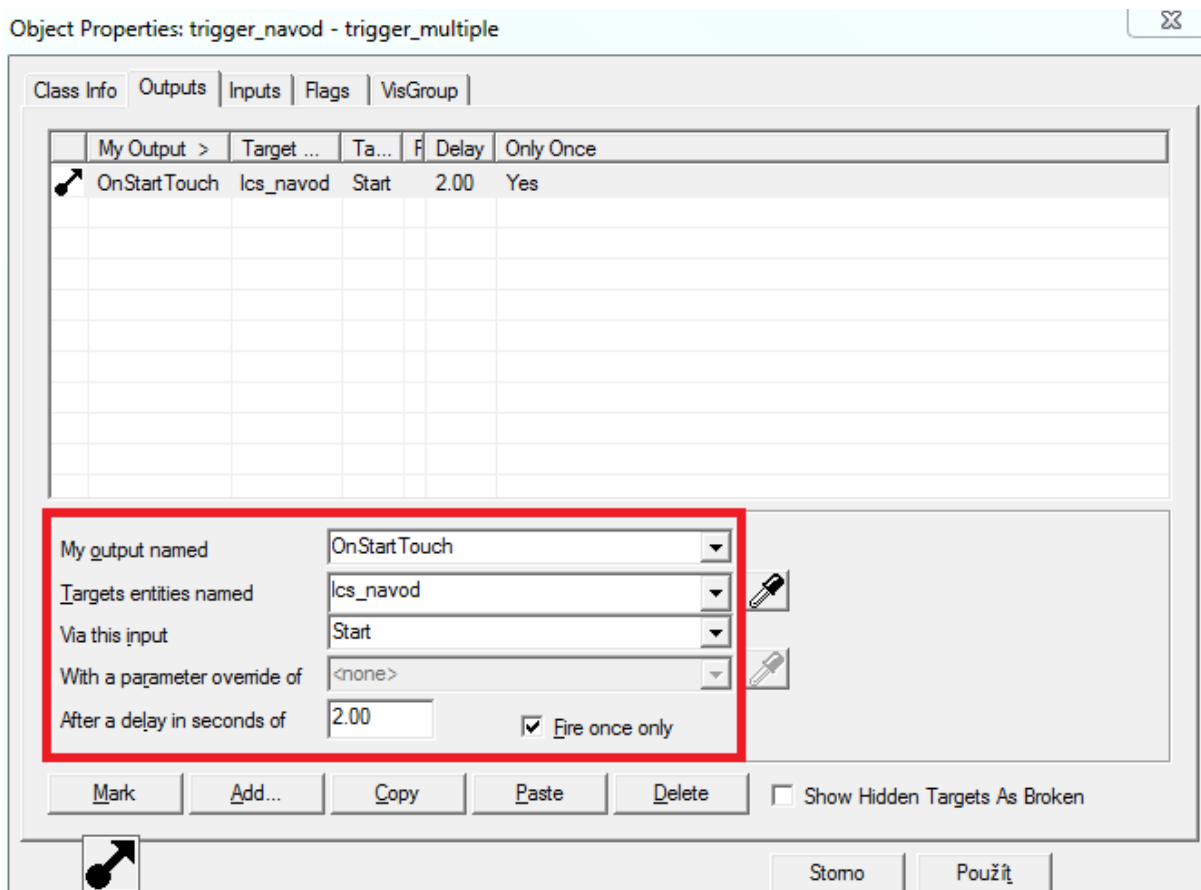 Object Properties: trigger_navod - trigger_multiple
Class Info Outputs Inputs Flags VisGroup
My Output > Target ... Ta... F Delay Only Once
OnStartTouch lcs_navod Start 2.00 Yes
My output named OnStartTouch
Targets entities named lcs_navod
Via this input Start
With a parameter override of <none>
After a delay in seconds of 2.00 Fire once only
Mark Add... Copy Paste Delete Show Hidden Targets As Broken
Storno Použít